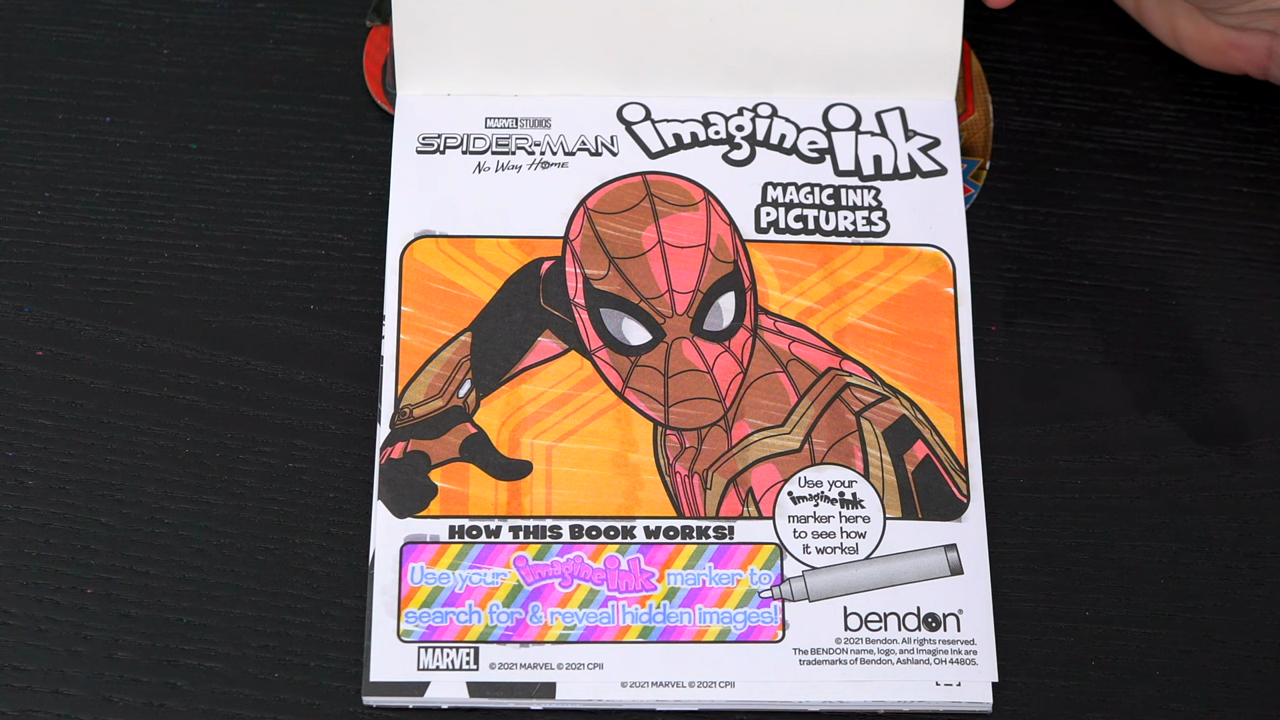 MARVEL STUDIOS
SPIDER-MAN
No Way Home
imagine ink
MAGIC INK
PICTURES
Use your
imagine ink
marker here
to see how
it works!
HOW THIS BOOK WORKS!
Use your imagine ink marker to
search for & reveal hidden images!
bendon®
© 2021 Bendon. All rights reserved.
The BENDON name, logo, and Imagine Ink are
trademarks of Bendon, Ashland, OH 44805.
MARVEL © 2021 MARVEL © 2021 CPII
© 2021 MARVEL © 2021 CPII